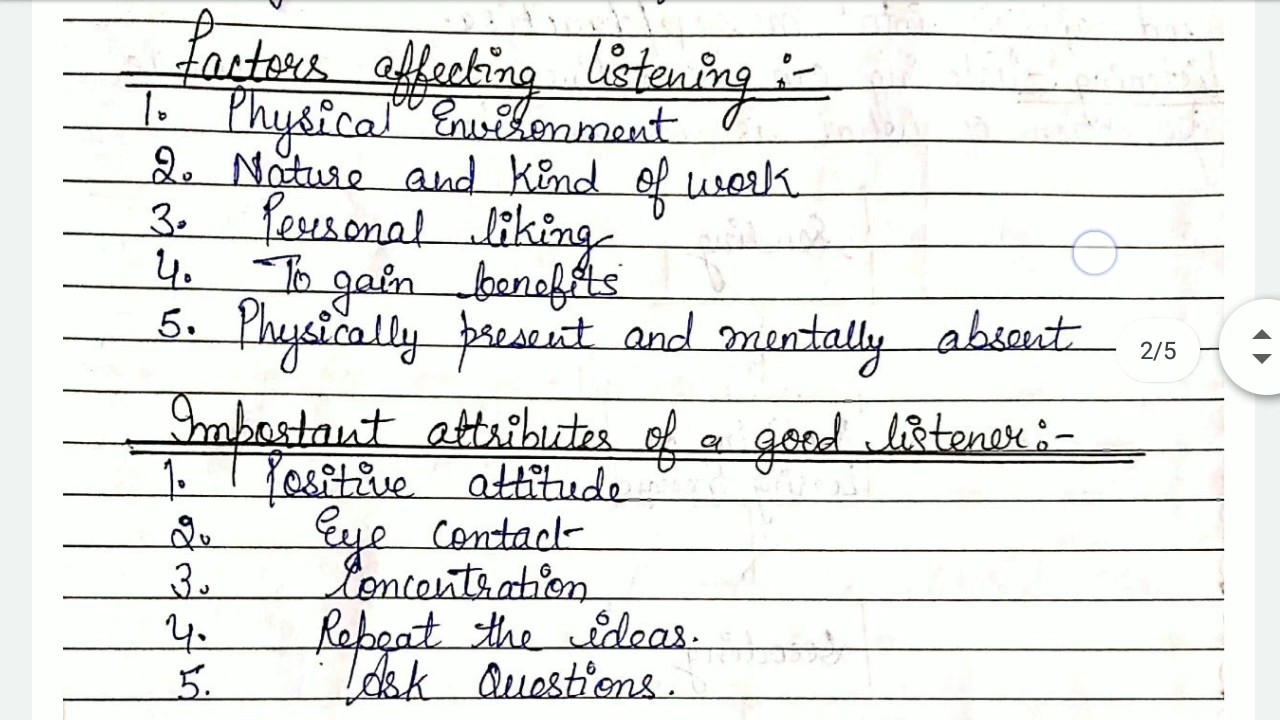 Factors affecting listening :-
1. Physical Environment
2. Nature and kind of work
3. Personal liking
4. To gain benefits
5. Physically present and mentally absent
2/5
Important attributes of a good listener :-
1. Positive attitude
2. Eye contact
3. Concentration
4. Repeat the ideas.
5. Ask Questions.